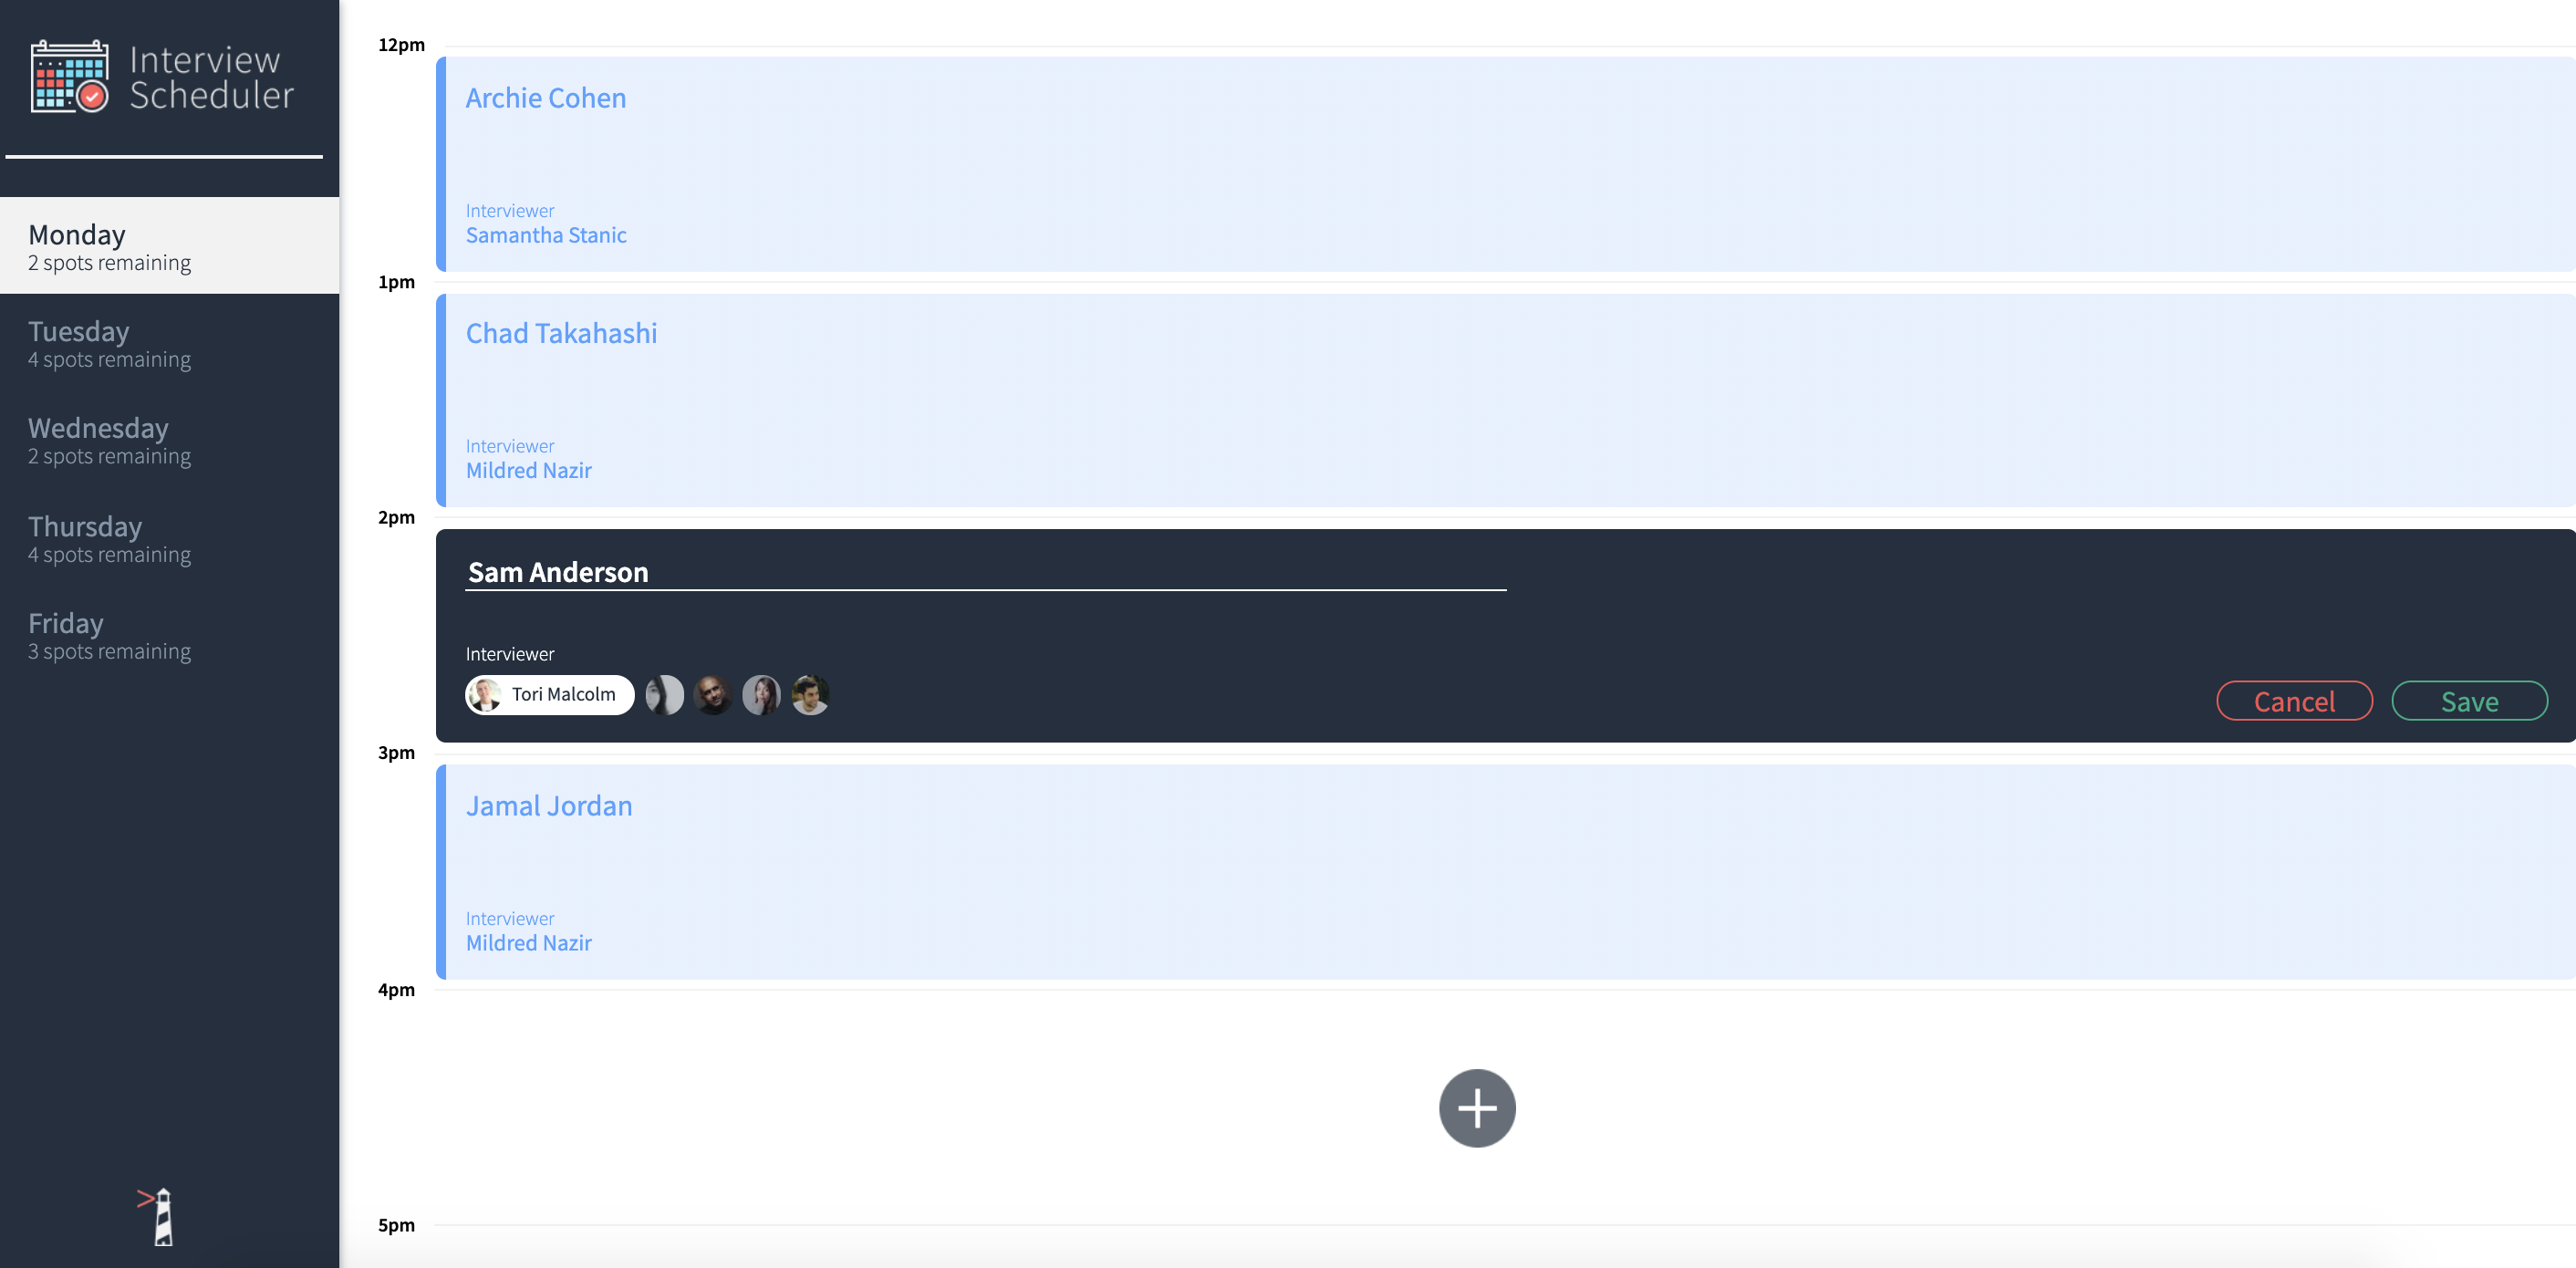 Interview
Scheduler
Monday
2 spots remaining
Tuesday
4 spots remaining
Wednesday
2 spots remaining
Thursday
4 spots remaining
Friday
3 spots remaining
12pm
Archie Cohen
Interviewer
Samantha Stanic
1pm
Chad Takahashi
Interviewer
Mildred Nazir
2pm
Sam Anderson
Interviewer
Tori Malcolm
Cancel Save
3pm
Jamal Jordan
Interviewer
Mildred Nazir
4pm
5pm